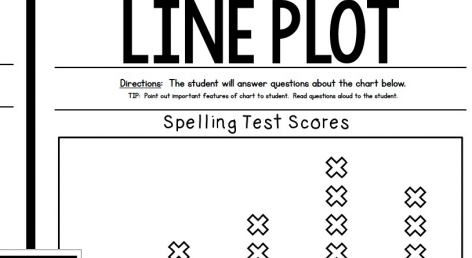 LINE PLOT
Directions: The student will answer questions about the chart below.
TIP: Point out important features of chart to student. Read questions aloud to the student.
Spelling Test Scores